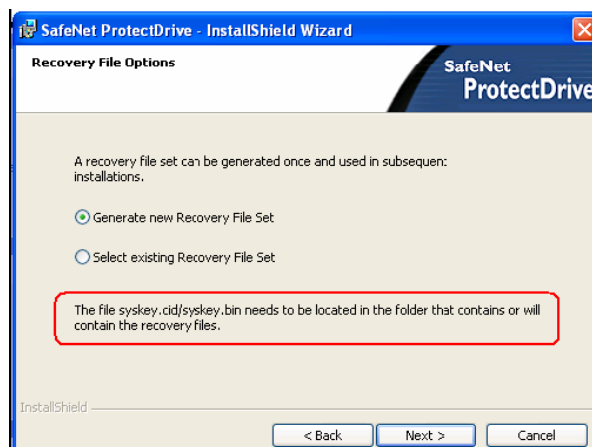 SafeNet ProtectDrive - InstallShield Wizard
Recovery File Options
SafeNet
ProtectDrive
A recovery file set can be generated once and used in subsequent
installations.
Generate new Recovery File Set
Select existing Recovery File Set
The file syskey.cid/syskey.bin needs to be located in the folder that contains or will
contain the recovery files.
InstallShield
< Back
Next >
Cancel